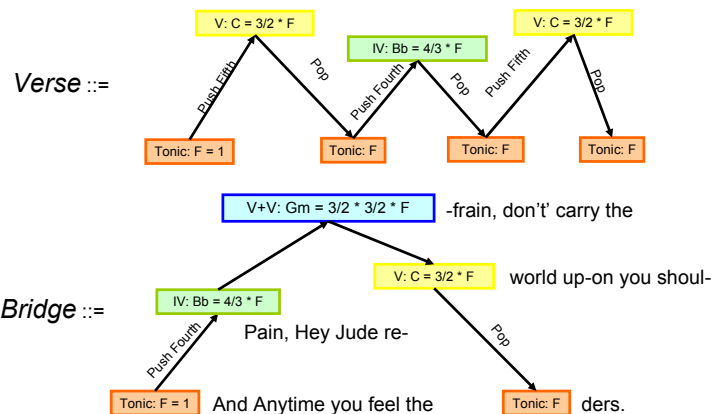 V: C = 3/2 * F
V: C = 3/2 * F
IV: Bb = 4/3 * F
Push Fifth
Pop
Push Fourth
Pop
Push Fifth
Pop
Verse ::=
Tonic: F = 1
Tonic: F
Tonic: F
Tonic: F
V+V: Gm = 3/2 * 3/2 * F
-frain, don't' carry the
V: C = 3/2 * F
world up-on you shoul-
IV: Bb = 4/3 * F
Bridge ::=
Pain, Hey Jude re-
Push Fourth
Pop
Tonic: F = 1
And Anytime you feel the
Tonic: F
ders.